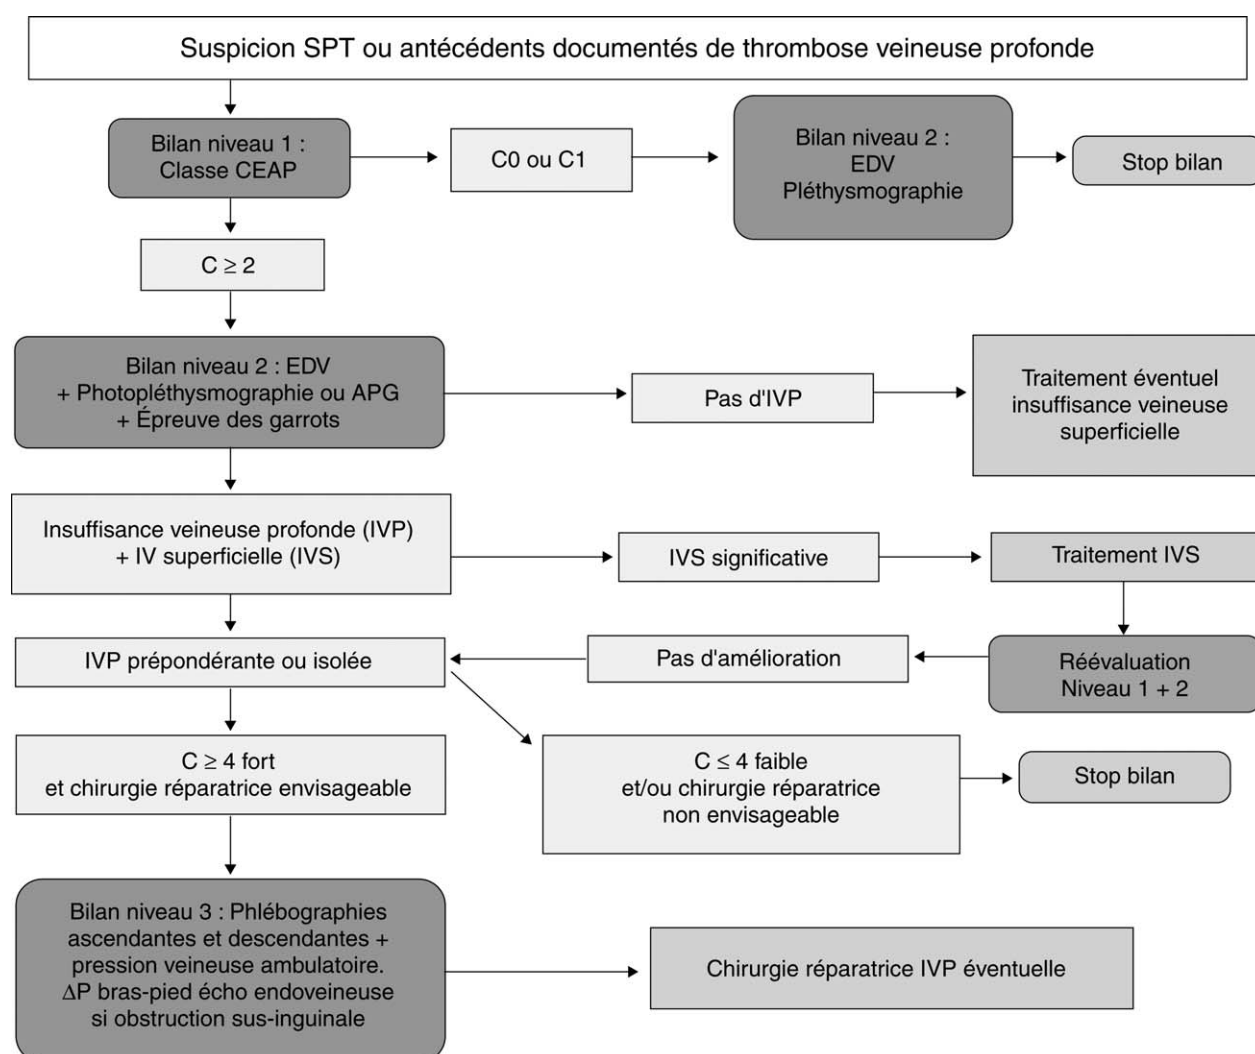 Suspicion SPT ou antécédents documentés de thrombose veineuse profonde
Bilan niveau 1 :
Classe CEAP
C0 ou C1
Bilan niveau 2 :
EDV
Pléthysmographie
Stop bilan
C ≥ 2
Bilan niveau 2 : EDV
+ Photopléthysmographie ou APG
+ Épreuve des garrots
Pas d'IVP
Traitement éventuel
insuffisance veineuse
superficielle
Insuffisance veineuse profonde (IVP)
+ IV superficielle (IVS)
IVS significative
Traitement IVS
IVP prépondérante ou isolée
Pas d'amélioration
Réévaluation
Niveau 1 + 2
C ≥ 4 fort
et chirurgie réparatrice envisageable
C ≤ 4 faible
et/ou chirurgie réparatrice
non envisageable
Stop bilan
Bilan niveau 3 : Phlébographies
ascendantes et descendantes +
pression veineuse ambulatoire.
ΔP bras-pied écho endoveineuse
si obstruction sus-inguinale
Chirurgie réparatrice IVP éventuelle